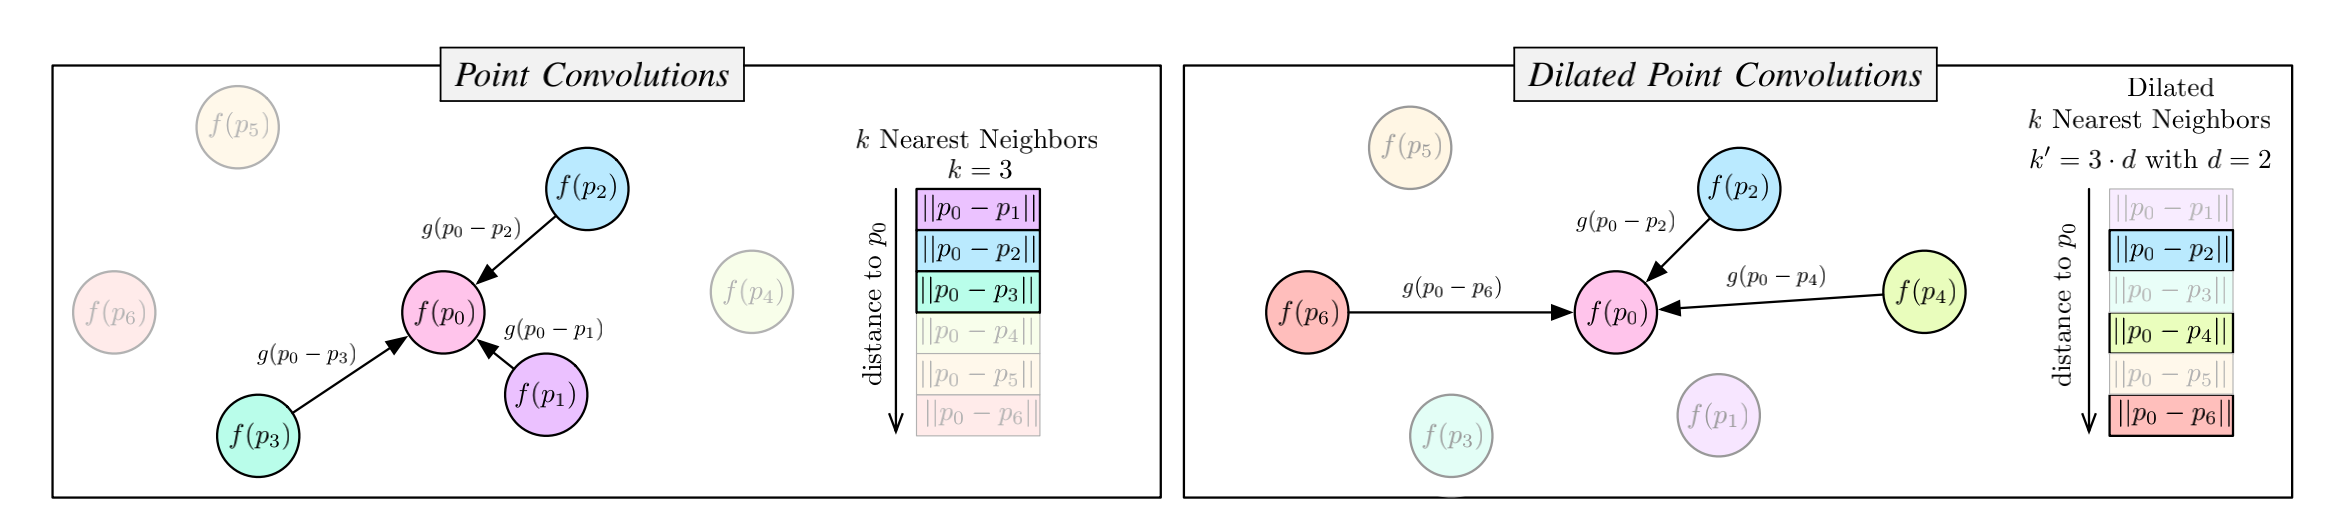 Point Convolutions
f(p₅)
f(p₂)
g(p₀ − p₂)
f(p₄)
f(p₆)
f(p₀)
g(p₀ − p₁)
g(p₀ − p₃)
f(p₁)
f(p₃)
k Nearest Neighbors
k = 3
distance to p₀
||p₀ − p₁||
||p₀ − p₂||
||p₀ − p₃||
||p₀ − p₄||
||p₀ − p₅||
||p₀ − p₆||
Dilated Point Convolutions
f(p₅)
f(p₂)
g(p₀ − p₂)
g(p₀ − p₆)
g(p₀ − p₄)
f(p₄)
f(p₆)
f(p₀)
f(p₁)
f(p₃)
Dilated
k Nearest Neighbors
k′ = 3 · d with d = 2
distance to p₀
||p₀ − p₁||
||p₀ − p₂||
||p₀ − p₃||
||p₀ − p₄||
||p₀ − p₅||
||p₀ − p₆||